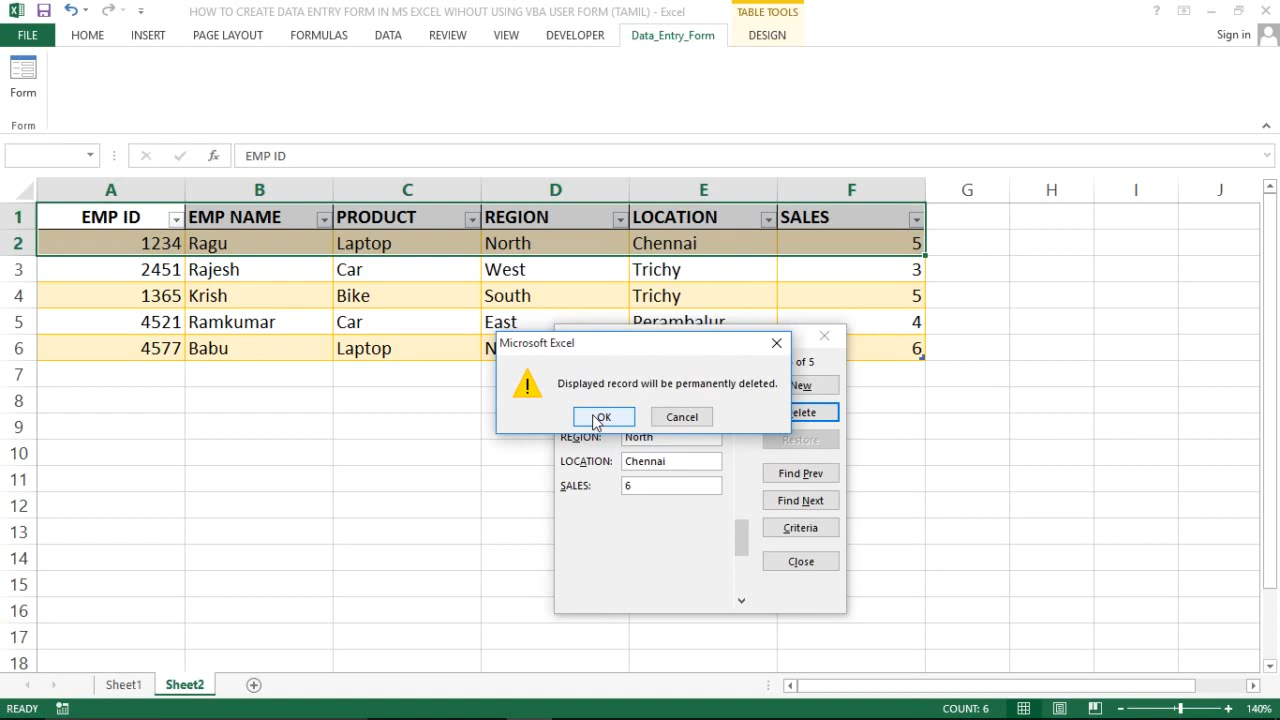 HOW TO CREATE DATA ENTRY FORM IN MS EXCEL WIHOUT USING VBA USER FORM (TAMIL) - Excel
TABLE TOOLS
?
FILE HOME INSERT PAGE LAYOUT FORMULAS DATA REVIEW VIEW DEVELOPER Data_Entry_Form DESIGN Sign in
Form
Form
fx EMP ID
A B C D E F G H I J
1 EMP ID EMP NAME PRODUCT REGION LOCATION SALES
2 1234 Ragu Laptop North Chennai 5
3 2451 Rajesh Car West Trichy 3
4 1365 Krish Bike South Trichy 5
5 4521 Ramkumar Car East Perambalur 4
6 4577 Babu Laptop N 6
of 5
Microsoft Excel
Displayed record will be permanently deleted.
OK Cancel
New
elete
Restore
REGION: North
LOCATION: Chennai
SALES: 6
Find Prev
Find Next
Criteria
Close
7
8
9
10
11
12
13
14
15
16
17
18
Sheet1 Sheet2
READY COUNT: 6 140%